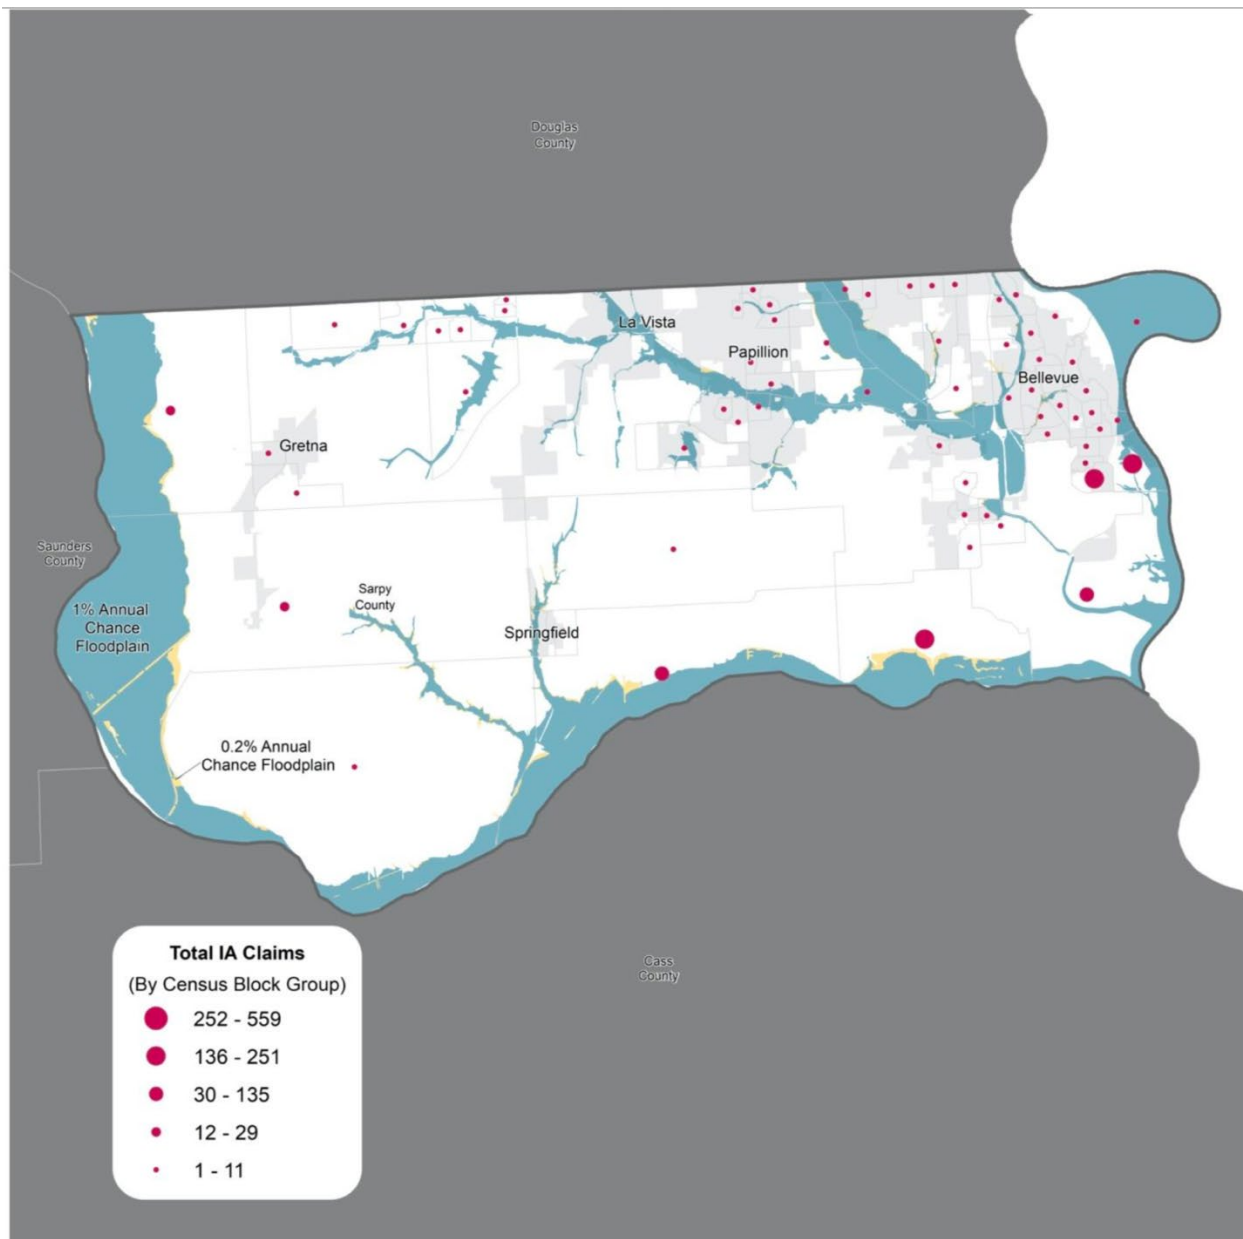 Douglas
County
La Vista
Papillion
Bellevue
Gretna
Saunders
County
Sarpy
County
1% Annual
Chance
Floodplain
Springfield
0.2% Annual
Chance Floodplain
Cass
County
Total IA Claims
(By Census Block Group)
252 - 559
136 - 251
30 - 135
12 - 29
1 - 11